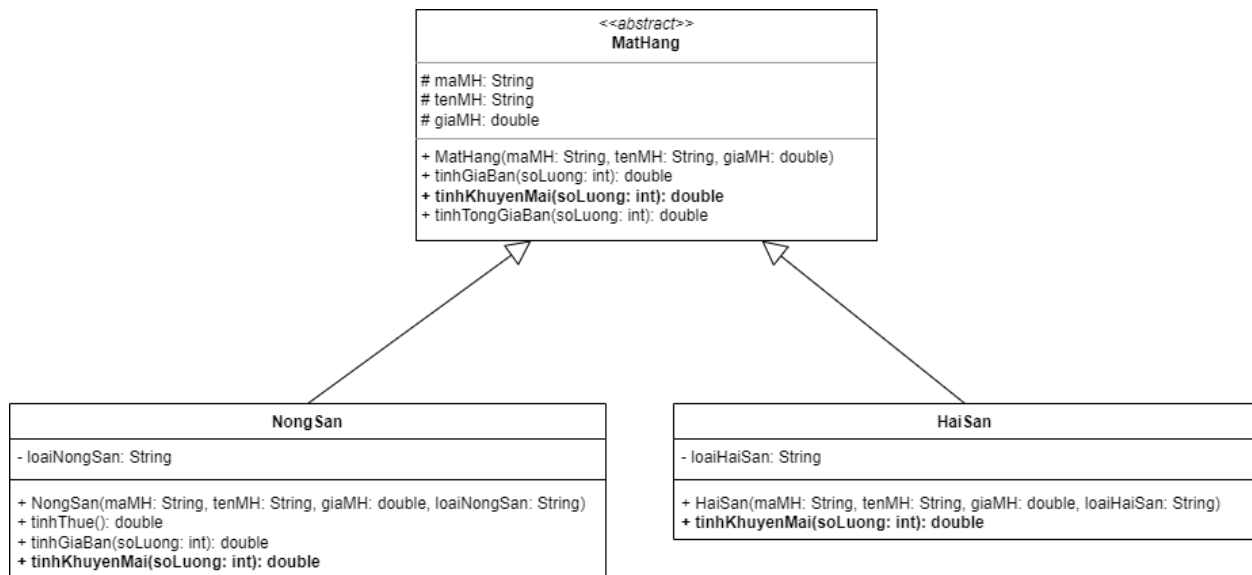 <<abstract>>
MatHang
# maMH: String
# tenMH: String
# giaMH: double
+ MatHang(maMH: String, tenMH: String, giaMH: double)
+ tinhGiaBan(soLuong: int): double
+ tinhKhuyenMai(soLuong: int): double
+ tinhTongGiaBan(soLuong: int): double
NongSan
- loaiNongSan: String
+ NongSan(maMH: String, tenMH: String, giaMH: double, loaiNongSan: String)
+ tinhThue(): double
+ tinhGiaBan(soLuong: int): double
+ tinhKhuyenMai(soLuong: int): double
HaiSan
- loaiHaiSan: String
+ HaiSan(maMH: String, tenMH: String, giaMH: double, loaiHaiSan: String)
+ tinhKhuyenMai(soLuong: int): double